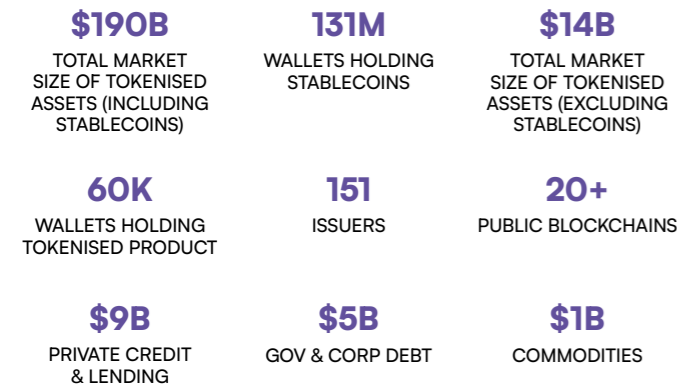 $190B
TOTAL MARKET
SIZE OF TOKENISED
ASSETS (INCLUDING
STABLECOINS)
131M
WALLETS HOLDING
STABLECOINS
$14B
TOTAL MARKET
SIZE OF TOKENISED
ASSETS (EXCLUDING
STABLECOINS)
60K
WALLETS HOLDING
TOKENISED PRODUCT
151
ISSUERS
20+
PUBLIC BLOCKCHAINS
$9B
PRIVATE CREDIT
& LENDING
$5B
GOV & CORP DEBT
$1B
COMMODITIES